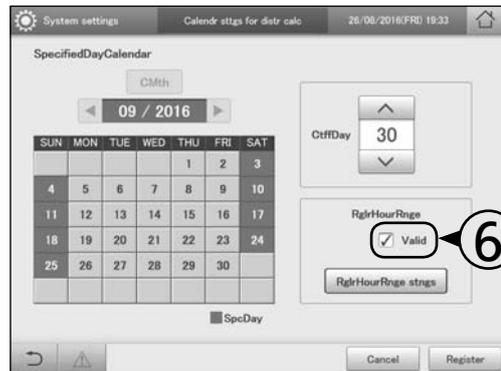 System settings Calendr sttgs for distr calc 26/08/2016(FRI) 19:33
SpecifiedDayCalendar
CMth
09 / 2016
SUN MON TUE WED THU FRI SAT
1 2 3
4 5 6 7 8 9 10
11 12 13 14 15 16 17
18 19 20 21 22 23 24
25 26 27 28 29 30
SpcDay
CtffDay 30
RglrHourRnge
✓ Valid 6
RglrHourRnge stngs
Cancel Register